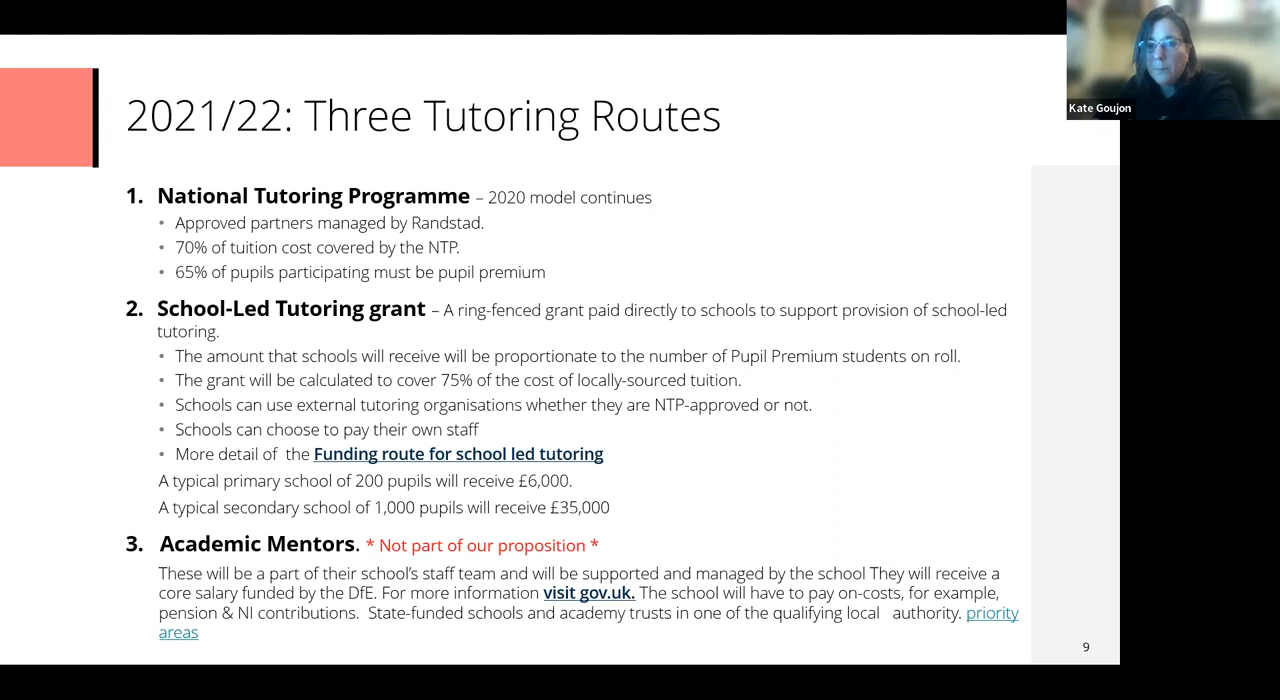 Kate Goujon
2021/22: Three Tutoring Routes
1. National Tutoring Programme – 2020 model continues
• Approved partners managed by Randstad.
• 70% of tuition cost covered by the NTP.
• 65% of pupils participating must be pupil premium
2. School-Led Tutoring grant – A ring-fenced grant paid directly to schools to support provision of school-led
tutoring.
• The amount that schools will receive will be proportionate to the number of Pupil Premium students on roll.
• The grant will be calculated to cover 75% of the cost of locally-sourced tuition.
• Schools can use external tutoring organisations whether they are NTP-approved or not.
• Schools can choose to pay their own staff
• More detail of the Funding route for school led tutoring
A typical primary school of 200 pupils will receive £6,000.
A typical secondary school of 1,000 pupils will receive £35,000
3. Academic Mentors. * Not part of our proposition *
These will be a part of their school’s staff team and will be supported and managed by the school They will receive a
core salary funded by the DfE. For more information visit gov.uk. The school will have to pay on-costs, for example,
pension & NI contributions. State-funded schools and academy trusts in one of the qualifying local authority. priority
areas
9